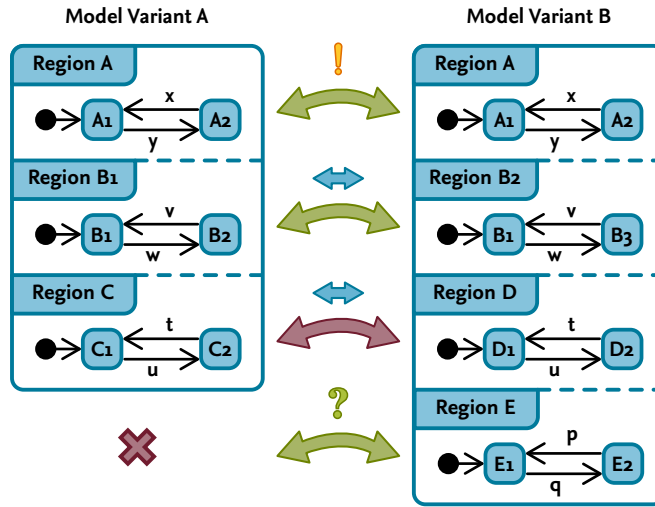 Model Variant A
Model Variant B
Region A
x
A1
A2
y
!
Region A
x
A1
A2
y
Region B1
v
B1
B2
w
Region B2
v
B1
B3
w
Region C
t
C1
C2
u
Region D
t
D1
D2
u
?
Region E
p
E1
E2
q